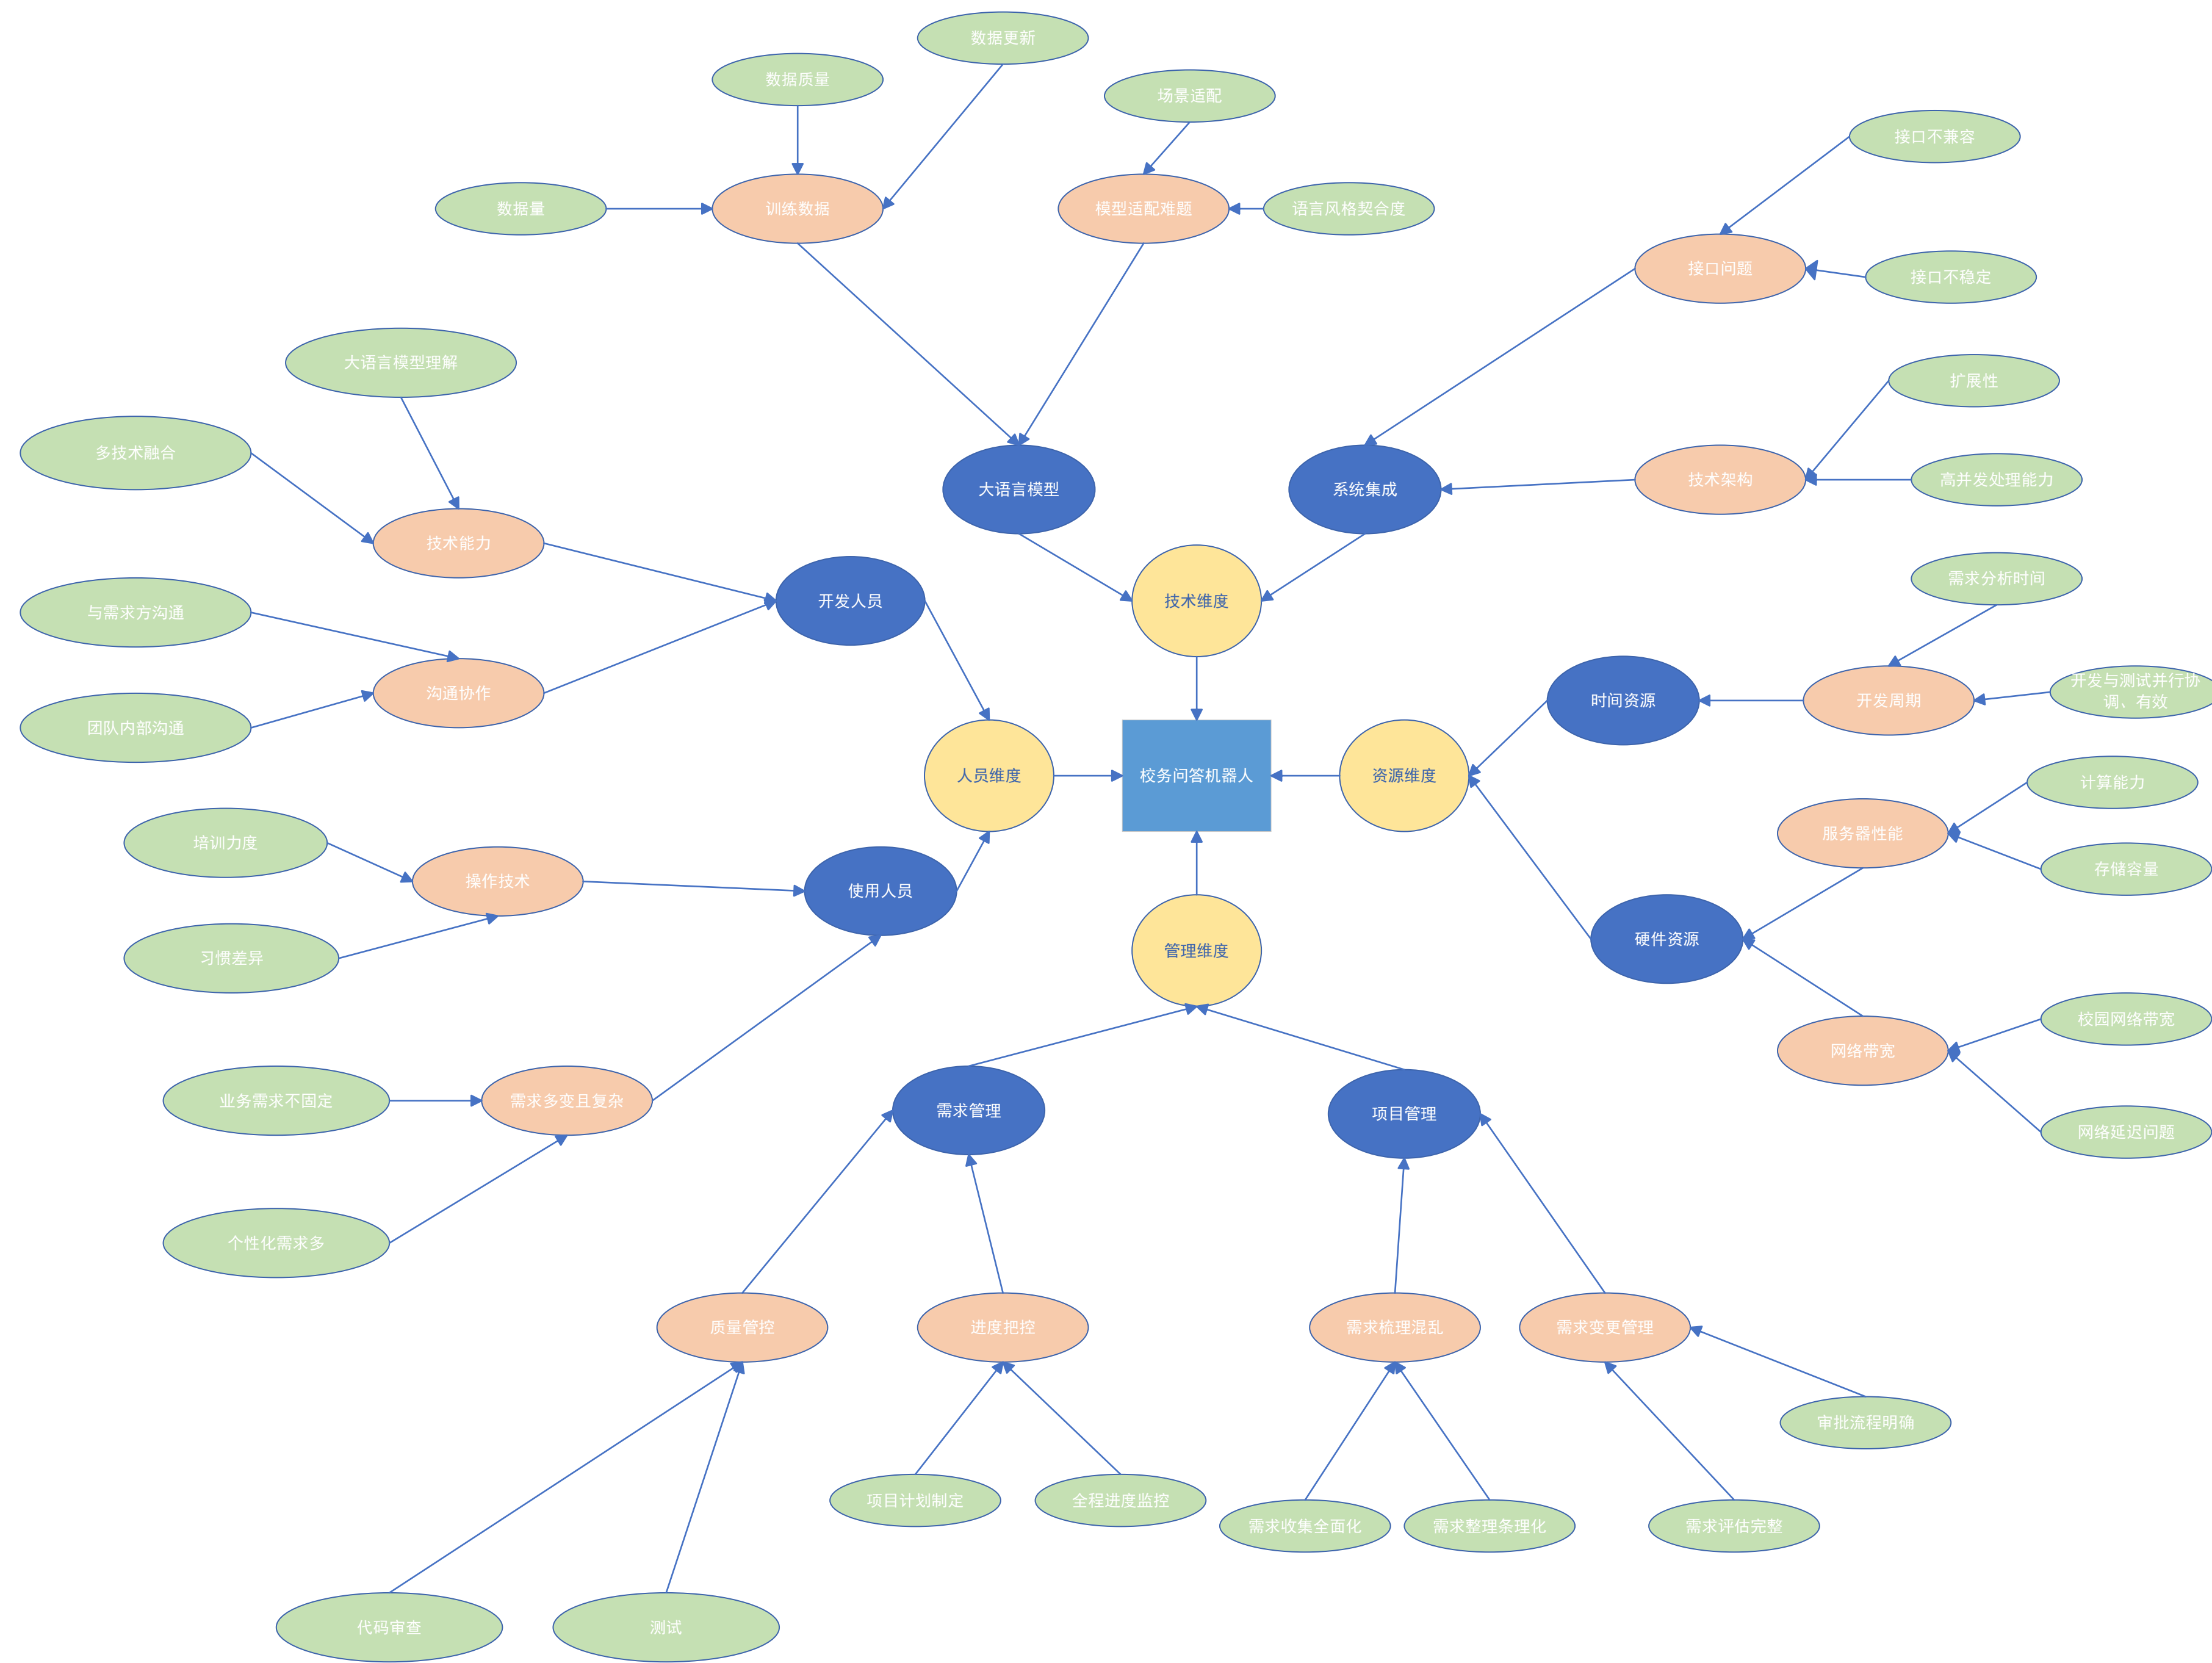 数据更新
数据质量
场景适配
接口不兼容
数据量
训练数据
模型适配难题
语言风格契合度
接口问题
接口不稳定
大语言模型理解
扩展性
多技术融合
大语言模型
系统集成
技术架构
高并发处理能力
技术能力
需求分析时间
开发人员
技术维度
与需求方沟通
沟通协作
时间资源
开发周期
开发与测试并行协
调、有效
团队内部沟通
人员维度
校务问答机器人
资源维度
计算能力
培训力度
服务器性能
操作技术
使用人员
存储容量
习惯差异
管理维度
硬件资源
校园网络带宽
网络带宽
业务需求不固定
需求多变且复杂
需求管理
项目管理
网络延迟问题
个性化需求多
质量管控
进度把控
需求梳理混乱
需求变更管理
审批流程明确
项目计划制定
全程进度监控
需求收集全面化
需求整理条理化
需求评估完整
代码审查
测试